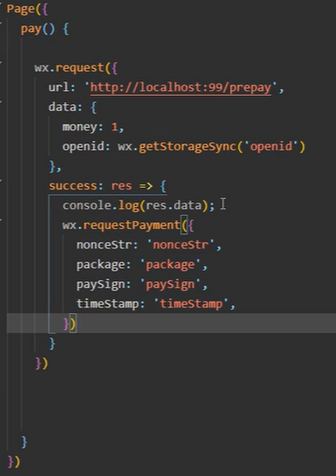 Page({
pay() {
wx.request({
url: 'http://localhost:99/prepay',
data: {
money: 1,
openid: wx.getStorageSync('openid')
},
success: res => {
console.log(res.data);
wx.requestPayment({
nonceStr: 'nonceStr',
package: 'package',
paySign: 'paySign',
timeStamp: 'timeStamp',
})
}
})
}
})